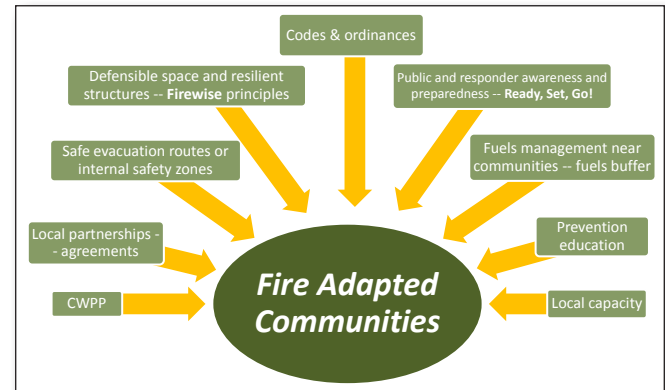 Codes & ordinances
Defensible space and resilient
structures -- Firewise principles
Public and responder awareness and
preparedness -- Ready, Set, Go!
Safe evacuation routes or
internal safety zones
Fuels management near
communities -- fuels buffer
Local partnerships -
- agreements
Prevention
education
CWPP
Local capacity
Fire Adapted
Communities